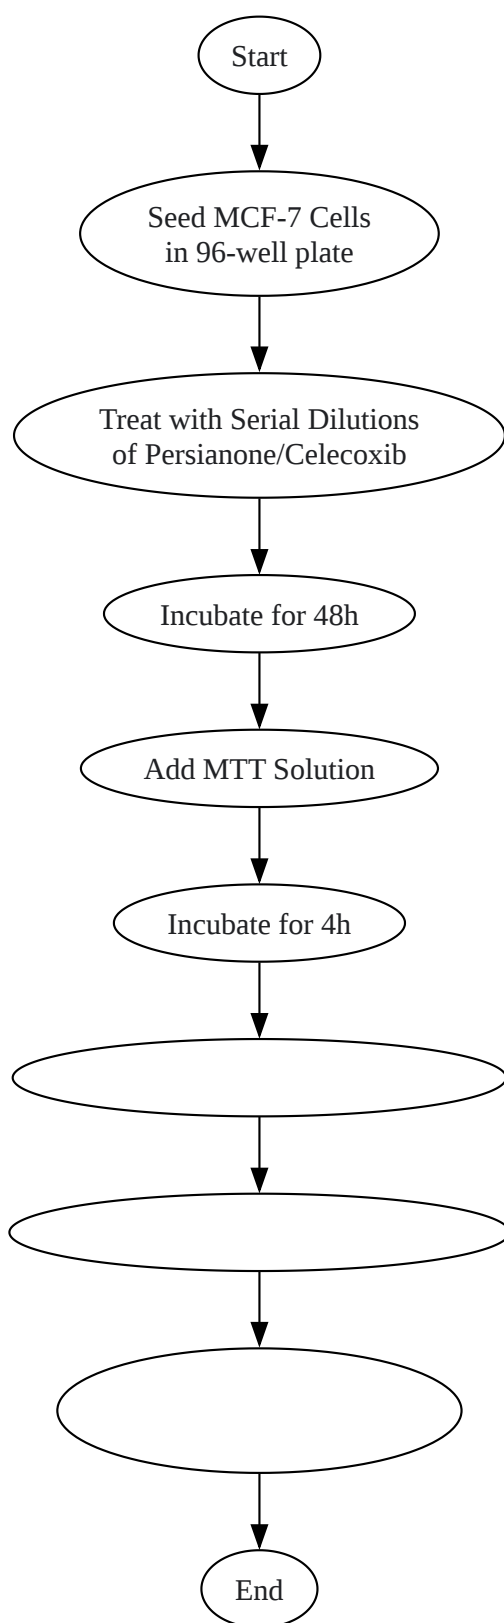 Start
Seed MCF-7 Cells
in 96-well plate
Treat with Serial Dilutions
of Persianone/Celecoxib
Incubate for 48h
Add MTT Solution
Incubate for 4h
End